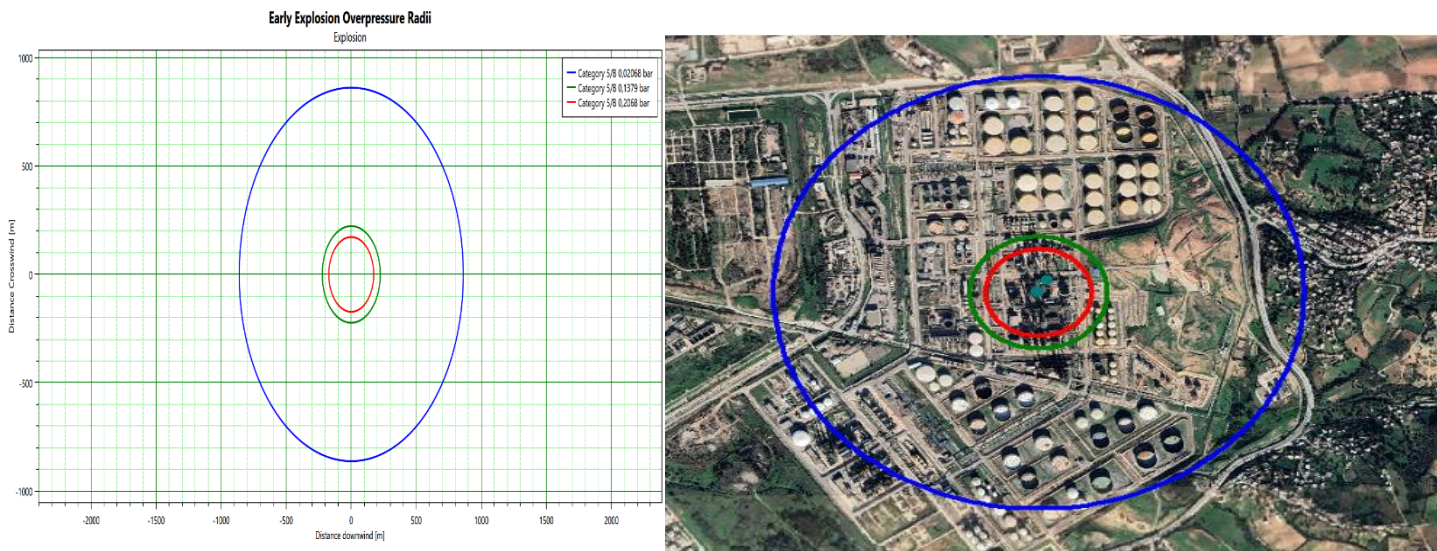 Early Explosion Overpressure Radii
Explosion
Category 5/B 0,02068 bar
Category 5/B 0,1379 bar
Category 5/B 0,2068 bar
1000
500
0
-500
-1000
Distance Crosswind [m]
-2000 -1500 -1000 -500 0 500 1000 1500 2000
Distance downwind [m]